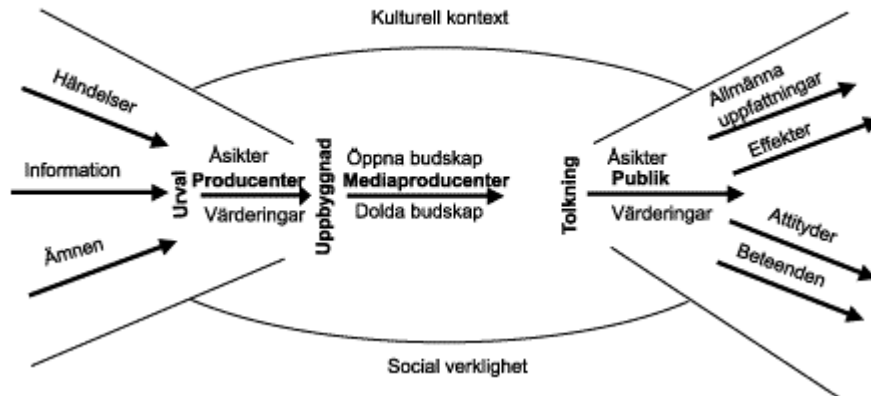 Kulturell kontext
Händelser
Information
Ämnen
Urval
Åsikter
Producenter
Värderingar
Uppbyggnad
Öppna budskap
Mediaproducenter
Dolda budskap
Tolkning
Åsikter
Publik
Värderingar
Allmänna
uppfattningar
Effekter
Attityder
Beteenden
Social verklighet